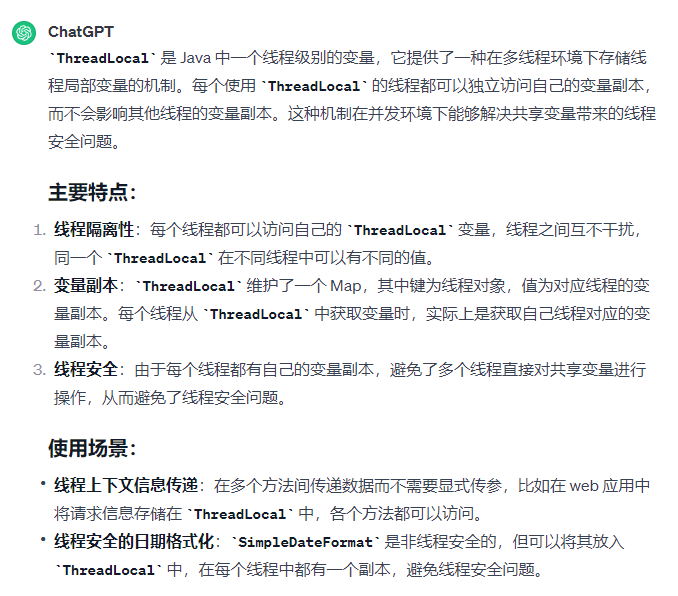 ChatGPT
`ThreadLocal` 是 Java 中一个线程级别的变量，它提供了一种在多线程环境下存储线
程局部变量的机制。每个使用 `ThreadLocal` 的线程都可以独立访问自己的变量副本，
而不会影响其他线程的变量副本。这种机制在并发环境下能够解决共享变量带来的线程
安全问题。
主要特点：
1. 线程隔离性：每个线程都可以访问自己的 `ThreadLocal` 变量，线程之间互不干扰，
同一个 `ThreadLocal` 在不同线程中可以有不同的值。
2. 变量副本：`ThreadLocal` 维护了一个 Map，其中键为线程对象，值为对应线程的变
量副本。每个线程从 `ThreadLocal` 中获取变量时，实际上是获取自己线程对应的变
量副本。
3. 线程安全：由于每个线程都有自己的变量副本，避免了多个线程直接对共享变量进行
操作，从而避免了线程安全问题。
使用场景：
• 线程上下文信息传递：在多个方法间传递数据而不需要显式传参，比如在 web 应用中
将请求信息存储在 `ThreadLocal` 中，各个方法都可以访问。
• 线程安全的日期格式化：`SimpleDateFormat` 是非线程安全的，但可以将其放入
`ThreadLocal` 中，在每个线程中都有一个副本，避免线程安全问题。